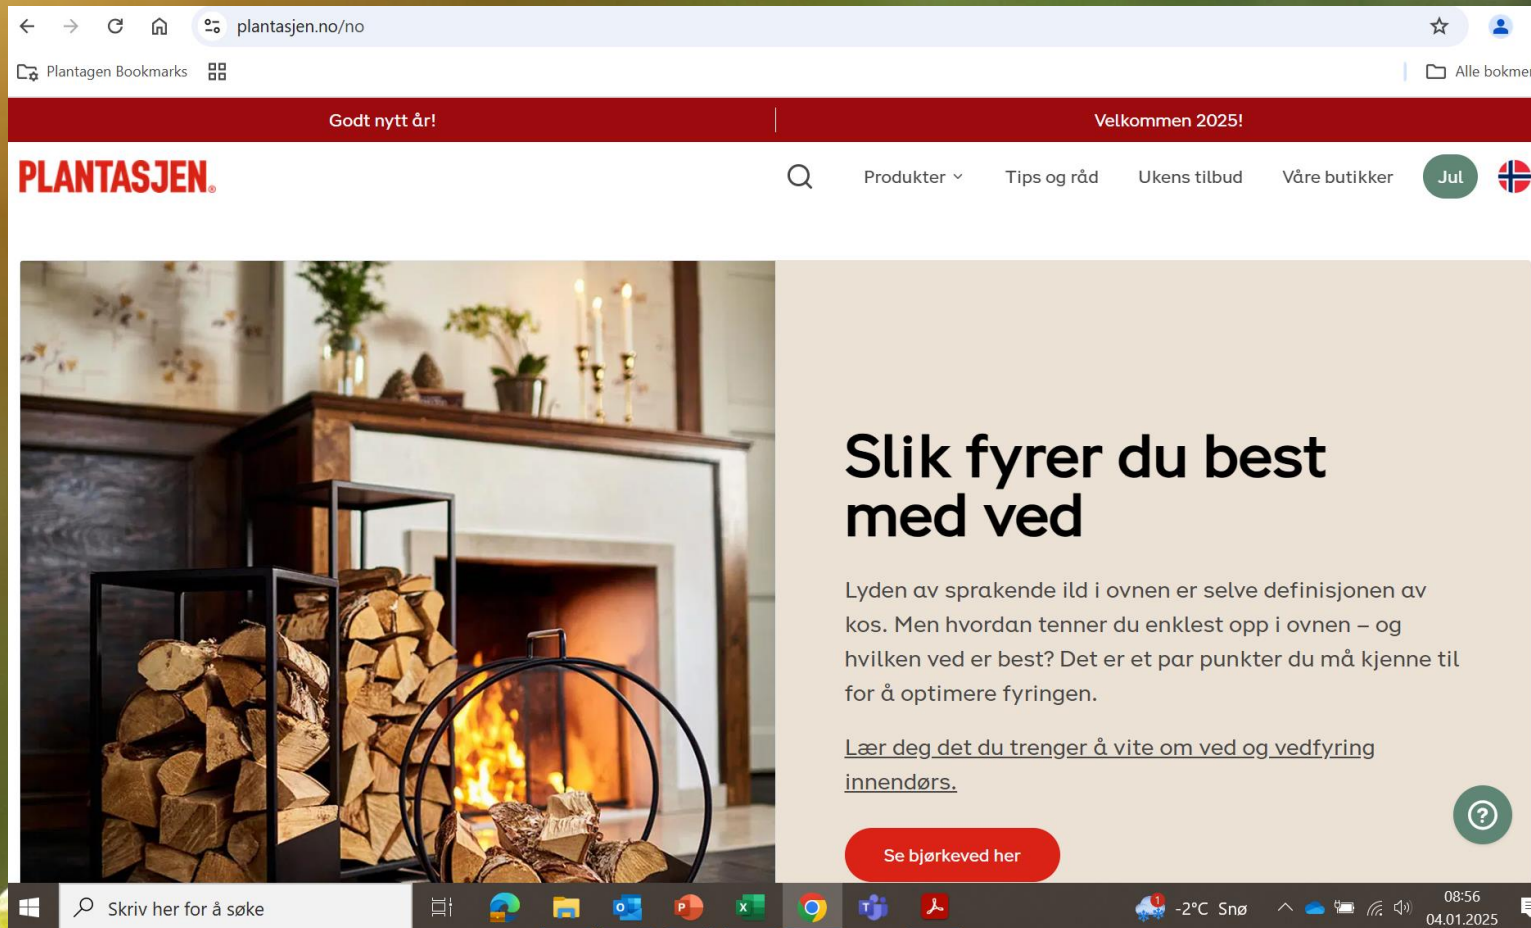 plantasjen.no/no
Plantagen Bookmarks
Alle bokmer
Godt nytt år!
Velkommen 2025!
PLANTASJEN®
Produkter
Tips og råd
Ukens tilbud
Våre butikker
Jul
Slik fyrer du best
med ved
Lyden av sprakende ild i ovnen er selve definisjonen av
kos. Men hvordan tenner du enklest opp i ovnen – og
hvilken ved er best? Det er et par punkter du må kjenne til
for å optimere fyringen.
Lær deg det du trenger å vite om ved og vedfyring
innendørs.
Se bjørkeved her
Skriv her for å søke
-2°C Snø
08:56
04.01.2025